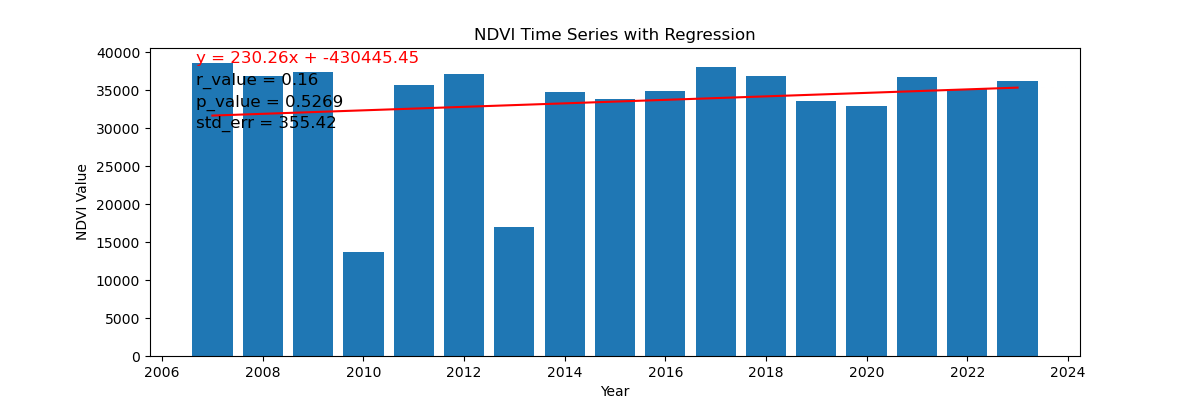 NDVI Time Series with Regression
y = 230.26x + -430445.45
r_value = 0.16
p_value = 0.5269
std_err = 355.42
40000
35000
30000
25000
20000
15000
10000
5000
0
NDVI Value
2006 2008 2010 2012 2014 2016 2018 2020 2022 2024
Year